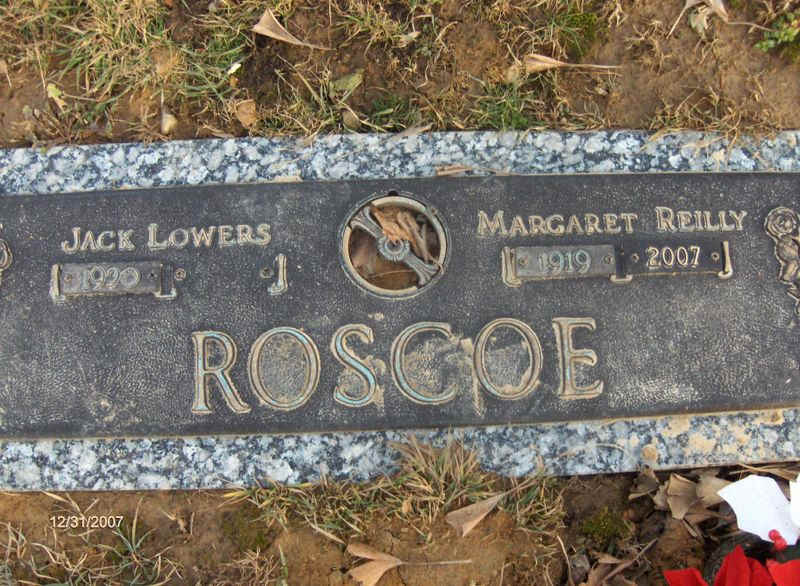 JACK LOWERS
1920
MARGARET REILLY
1919 2007
ROSCOE
12/31/2007